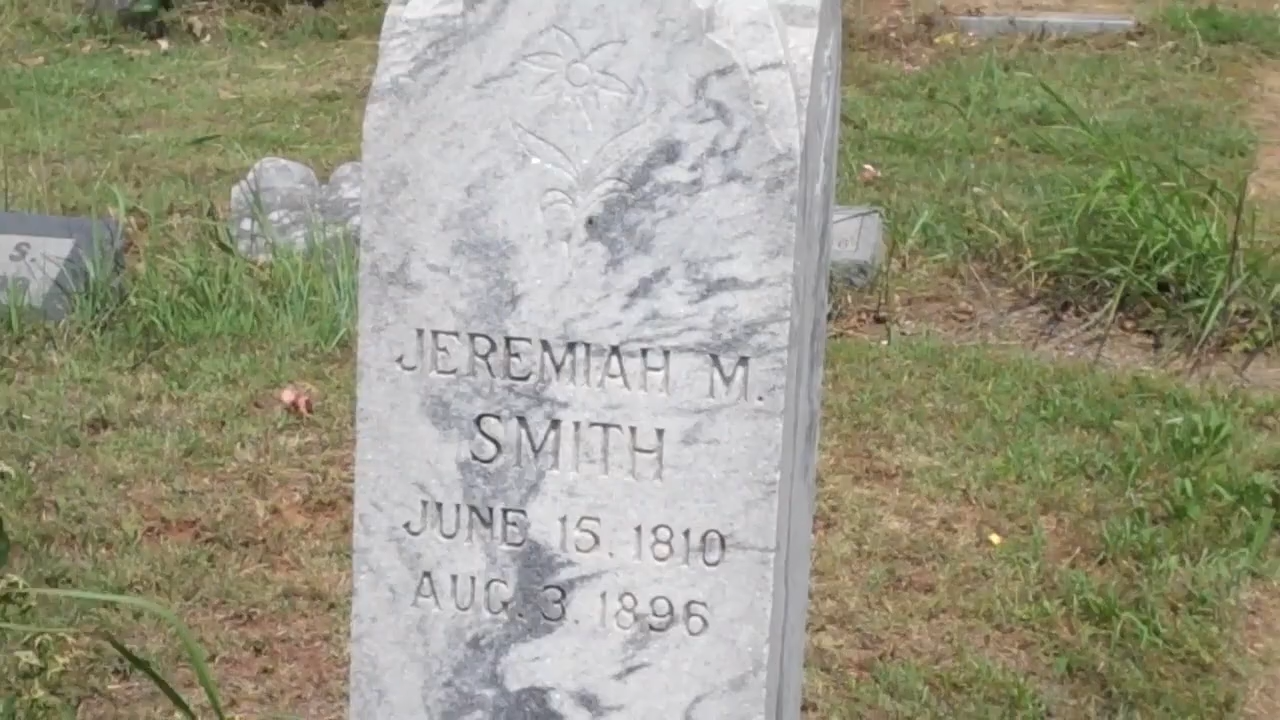 JEREMIAH M.
SMITH
JUNE 15. 1810
AUG. 3. 1896
S.